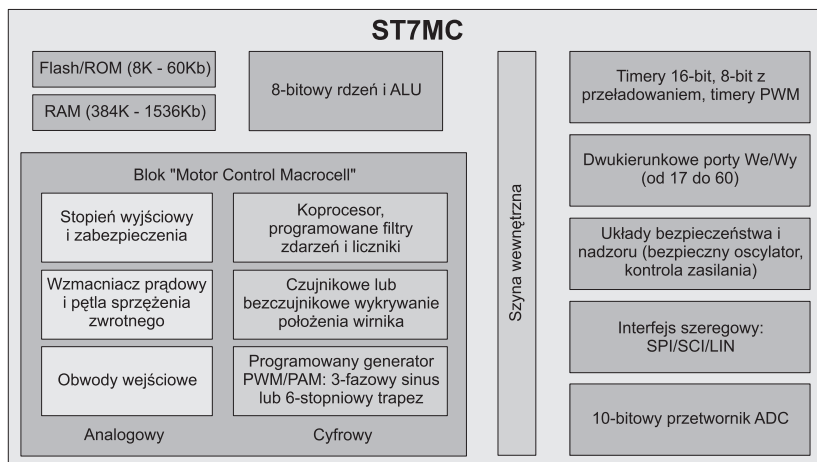 ST7MC
Flash/ROM (8K - 60Kb)
RAM (384K - 1536Kb)
8-bitowy rdzeń i ALU
Blok "Motor Control Macrocell"
Stopień wyjściowy
i zabezpieczenia
Wzmacniacz prądowy
i pętla sprzężenia
zwrotnego
Obwody wejściowe
Analogowy
Koprocesor,
programowane filtry
zdarzeń i liczniki
Czujnikowe lub
bezczujnikowe wykrywanie
położenia wirnika
Programowany generator
PWM/PAM: 3-fazowy sinus
lub 6-stopniowy trapez
Cyfrowy
Szyna wewnętrzna
Timery 16-bit, 8-bit z
przeładowaniem, timery PWM
Dwukierunkowe porty We/Wy
(od 17 do 60)
Układy bezpieczeństwa i
nadzoru (bezpieczny oscylator,
kontrola zasilania)
Interfejs szeregowy:
SPI/SCI/LIN
10-bitowy przetwornik ADC